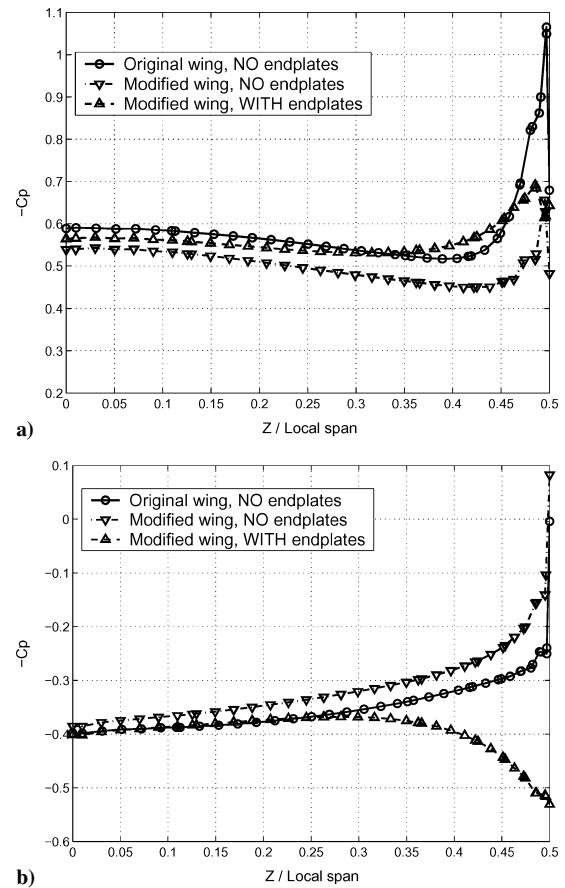 1.1
1
0.9
0.8
0.7
0.6
0.5
0.4
0.3
0.2
−Cp
Original wing, NO endplates
Modified wing, NO endplates
Modified wing, WITH endplates
0 0.05 0.1 0.15 0.2 0.25 0.3 0.35 0.4 0.45 0.5
Z / Local span
a)
0.1
0
−0.1
−0.2
−0.3
−0.4
−0.5
−0.6
−Cp
Original wing, NO endplates
Modified wing, NO endplates
Modified wing, WITH endplates
0 0.05 0.1 0.15 0.2 0.25 0.3 0.35 0.4 0.45 0.5
Z / Local span
b)